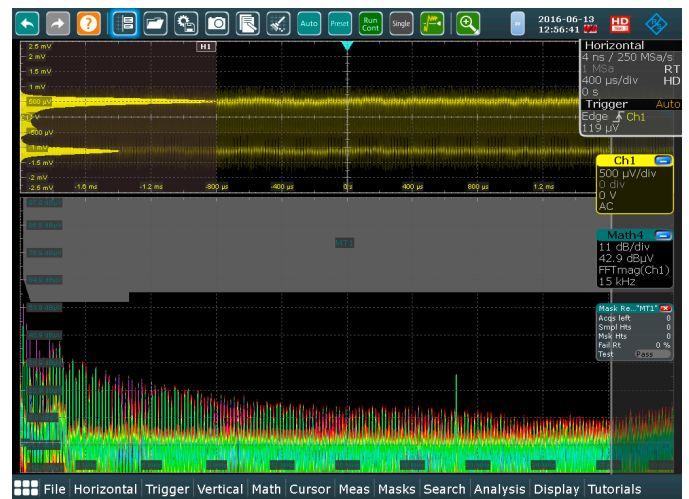 Auto
Preset
Run
Cont
Single
2016-06-13
12:56:41
HD
2.5 mV
2 mV
1.5 mV
1 mV
500 µV
-500 µV
-1 mV
-1.5 mV
-2 mV
-2.5 mV
H1
-1.6 ms
-1.2 ms
-800 µs
-400 µs
0 s
400 µs
800 µs
1.2 ms
Horizontal
4 ns / 250 MSa/s
1 MSa RT
400 µs/div HD
0 s
Trigger Auto
Edge Ch1
119 µV
Ch1
500 µV/div
0 div
0 V
AC
Math4
11 dB/div
42.9 dBµV
FFTmag(Ch1)
15 kHz
MT1
Mask Re..."MT1"
Acqs left 0
Smpl Hts 0
Msk Hts 0
Fail Rt 0 %
Test Pass
File Horizontal Trigger Vertical Math Cursor Meas Masks Search Analysis Display Tutorials